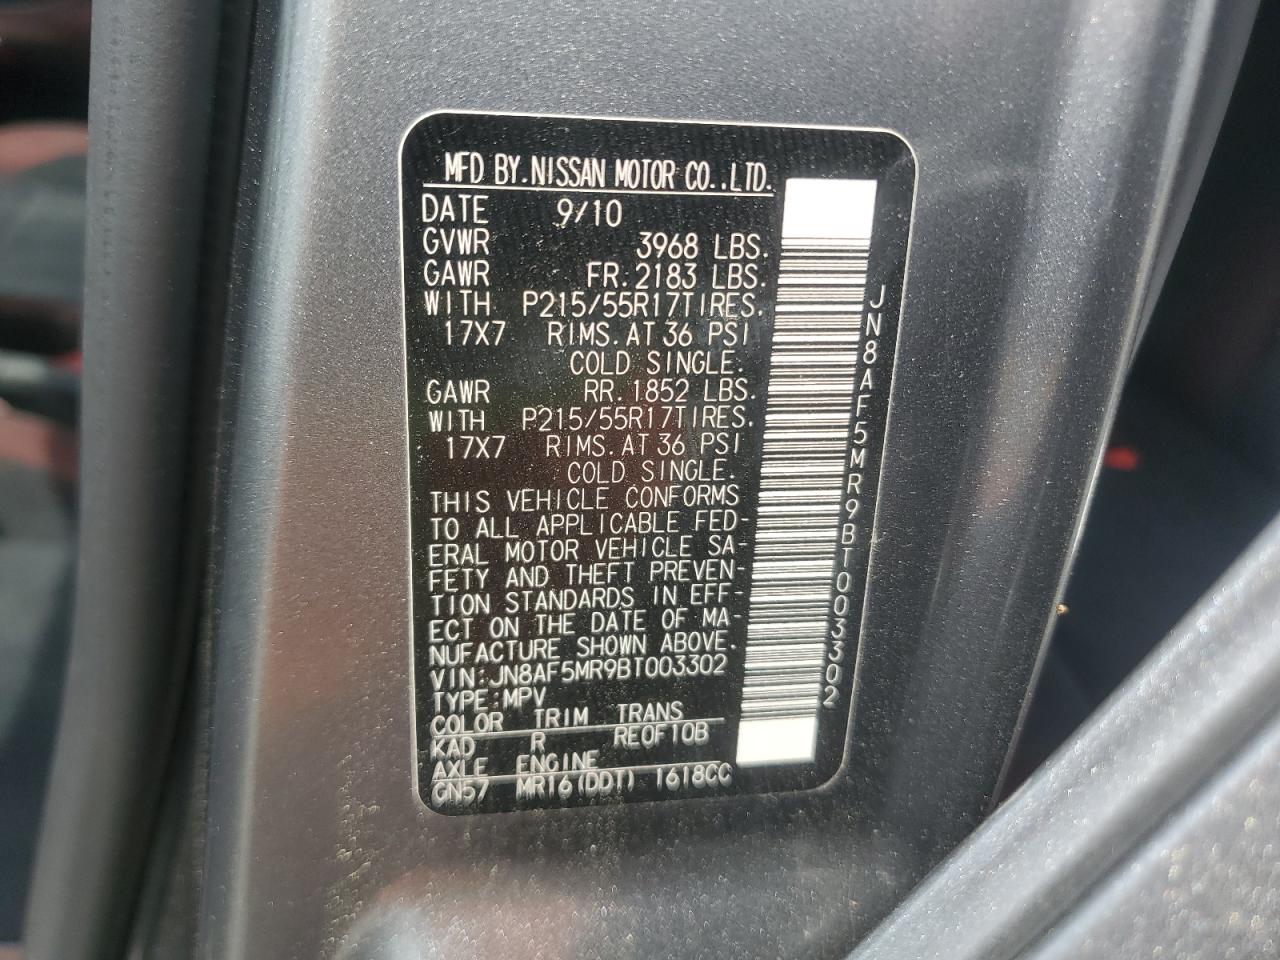 MFD BY.NISSAN MOTOR CO.,LTD.
DATE 9/10
GVWR 3968 LBS.
GAWR FR.2183 LBS.
WITH P215/55R17TIRES.
17X7 RIMS.AT 36 PSI
COLD SINGLE.
GAWR RR.1852 LBS.
WITH P215/55R17TIRES.
17X7 RIMS.AT 36 PSI
COLD SINGLE.
THIS VEHICLE CONFORMS
TO ALL APPLICABLE FED-
ERAL MOTOR VEHICLE SA-
FETY AND THEFT PREVEN-
TION STANDARDS IN EFF-
ECT ON THE DATE OF MA-
NUFACTURE SHOWN ABOVE.
VIN:JN8AF5MR9BT003302
TYPE:MPV
COLOR TRIM TRANS
KAD R RE0F10B
AXLE ENGINE
GN57 MR16(DDT) 1618CC
JN8AF5MR9BT003302